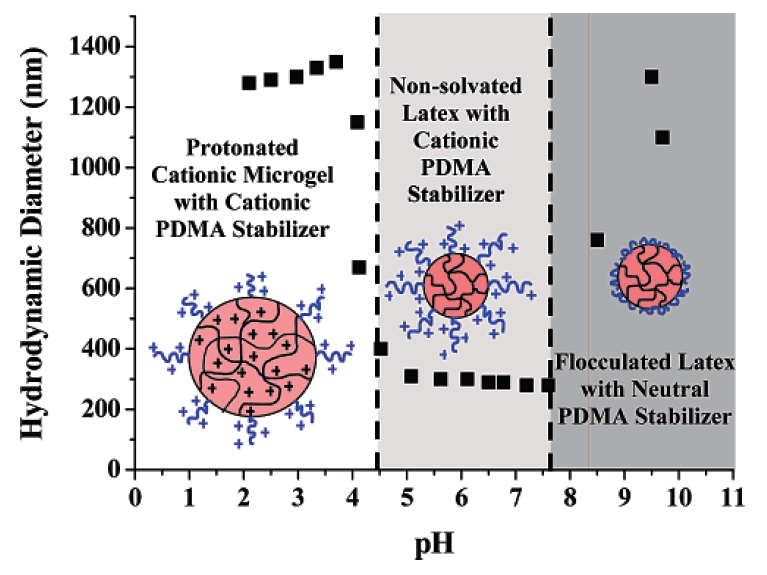 Hydrodynamic Diameter (nm)
1400
1200
1000
800
600
400
200
0
Protonated
Cationic Microgel
with Cationic
PDMA Stabilizer
Non-solvated
Latex with
Cationic
PDMA
Stabilizer
Flocculated Latex
with Neutral
PDMA Stabilizer
0 1 2 3 4 5 6 7 8 9 10 11
pH